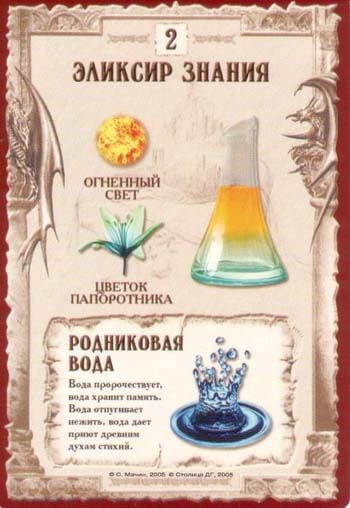 2
ЭЛИКСИР ЗНАНИЯ
ОГНЕННЫЙ
СВЕТ
ЦВЕТОК
ПАПОРОТНИКА
РОДНИКОВАЯ
ВОДА
Вода пророчествует,
вода хранит память.
Вода отпугивает
нежить, вода дает
приют древним
духам стихий.
© С. Мачин, 2005 © Столица ДГ, 2005